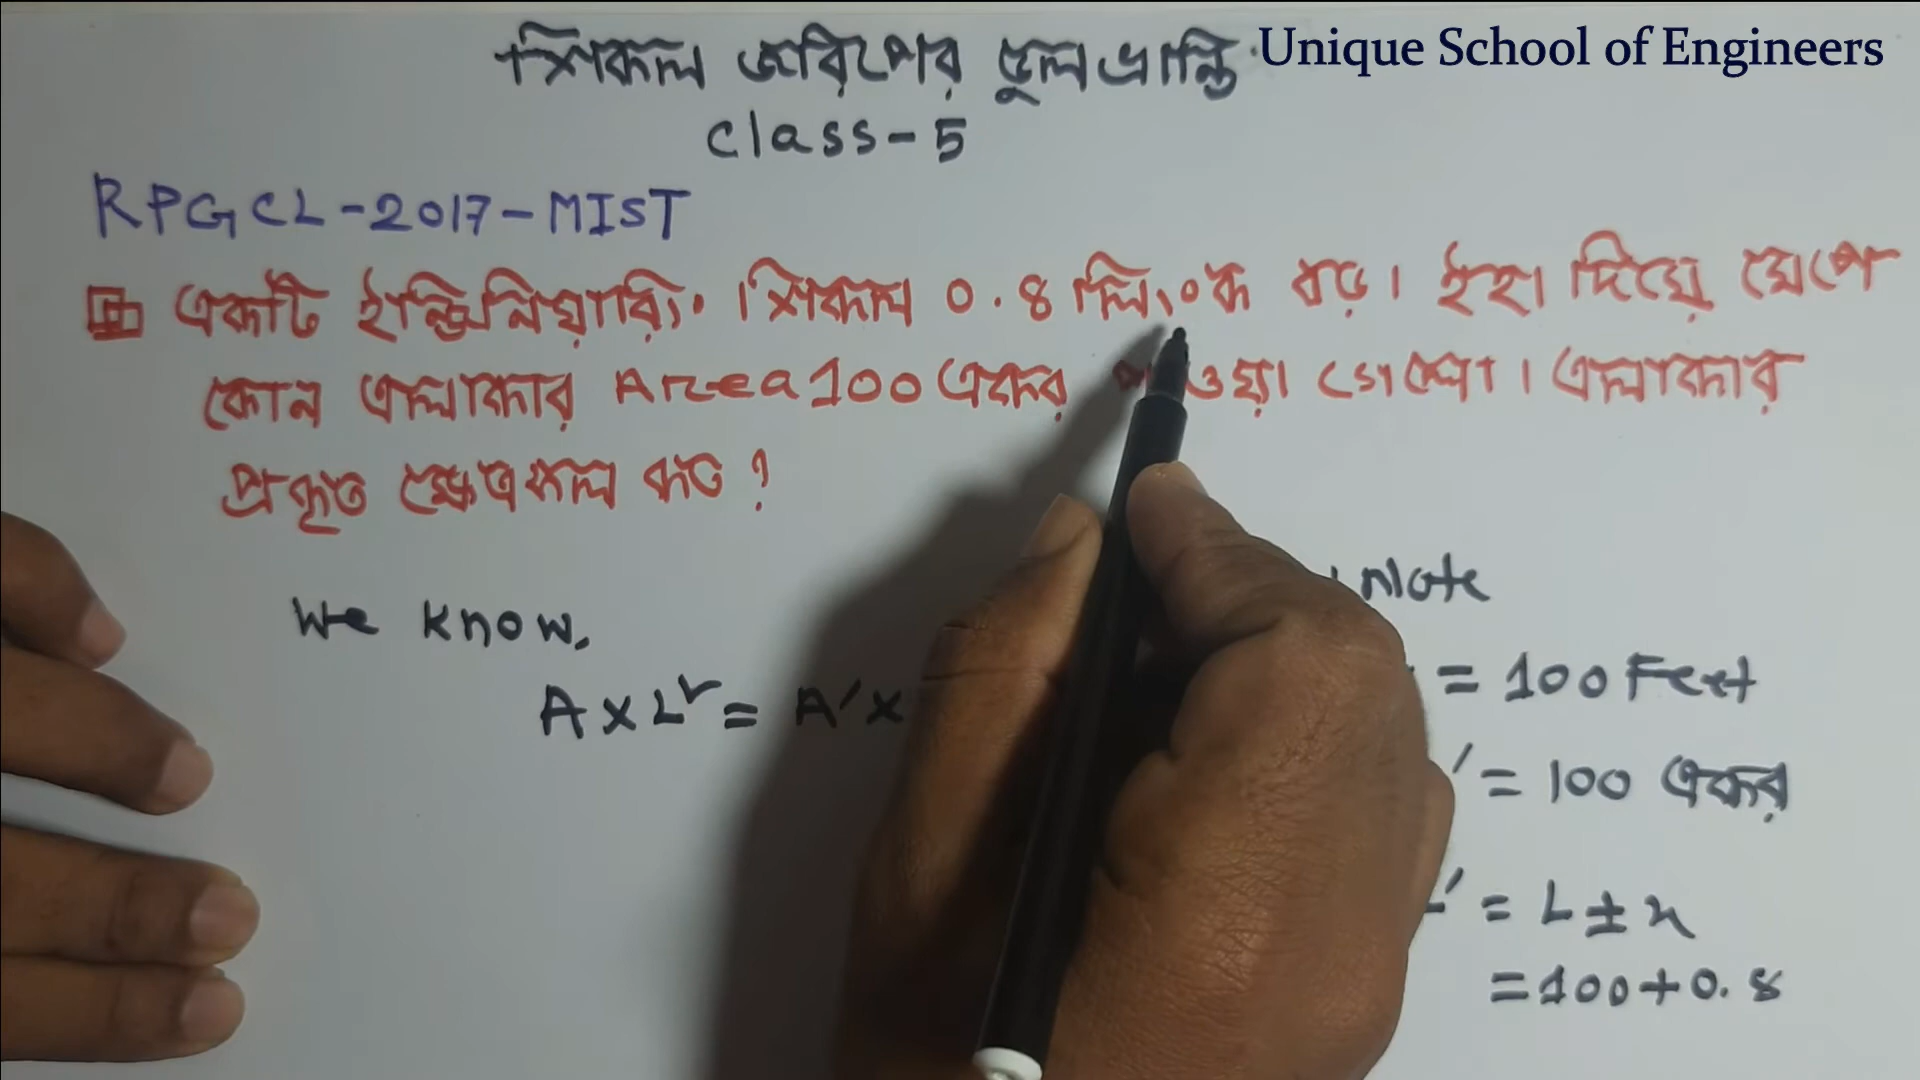 শিকল জরিপের ভুলভ্রান্তি
Unique School of Engineers
Class-5
RPGCL-2017-MIST
একটি ইঞ্জিনিয়ারিং শিকল 0.8 লিংক বড়। ইহা দিয়ে মেপে
কোন এলাকার Area 100 একর পাওয়া গেলো। এলাকার
প্রকৃত ক্ষেত্রফল কত?
We know,
A × L² = A′ ×
= 100 Feet
′ = 100 একর
′ = L ± x
= 100 + 0.8